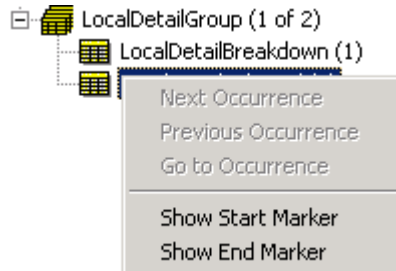 LocalDetailGroup (1 of 2)
LocalDetailBreakdown (1)
Next Occurrence
Previous Occurrence
Go to Occurrence
Show Start Marker
Show End Marker